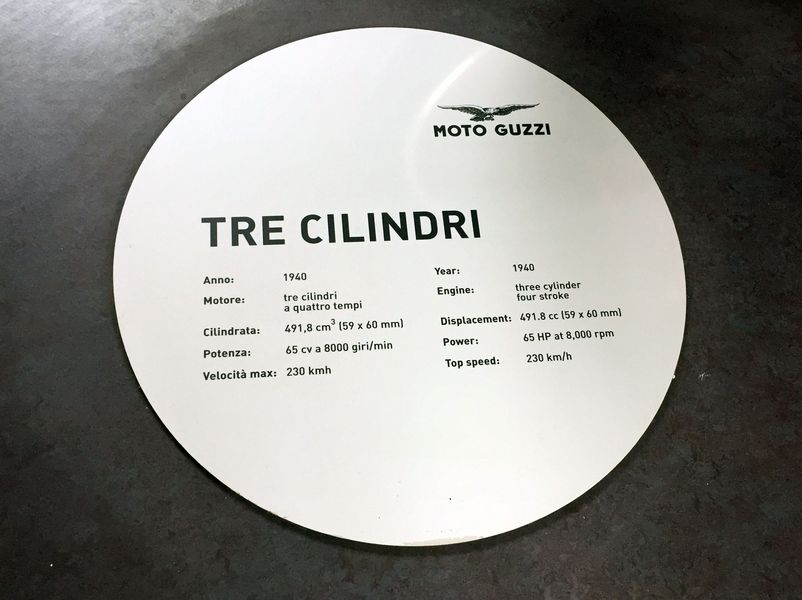 MOTO GUZZI
TRE CILINDRI
Anno: 1940
Motore: tre cilindri
a quattro tempi
Cilindrata: 491,8 cm³ (59 x 60 mm)
Potenza: 65 cv a 8000 giri/min
Velocità max: 230 kmh
Year: 1940
Engine: three cylinder
four stroke
Displacement: 491.8 cc (59 x 60 mm)
Power: 65 HP at 8,000 rpm
Top speed: 230 km/h